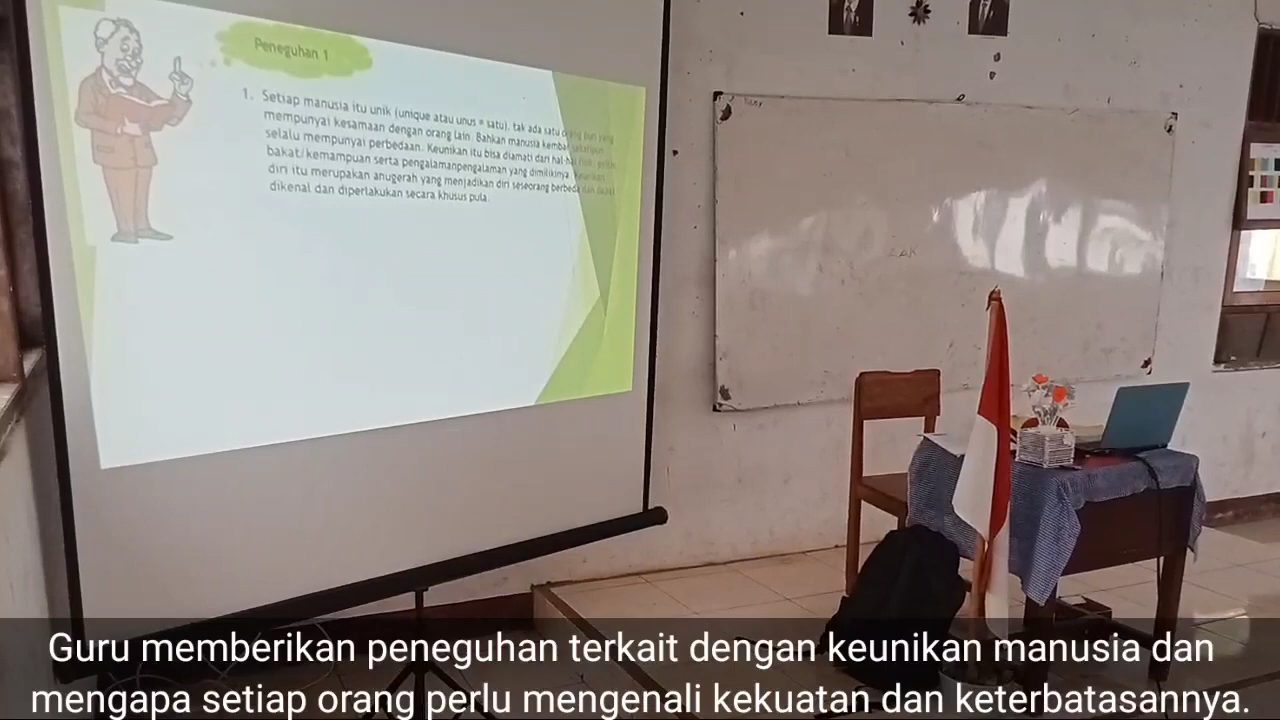 Peneguhan 1
1. Setiap manusia itu unik (unique atau unus = satu), tak ada satu orang pun yang
mempunyai kesamaan dengan orang lain. Bahkan manusia kembar sekalipun
selalu mempunyai perbedaan. Keunikan itu bisa diamati dari hal-hal
bakat/kemampuan serta pengalamanpengalaman yang dimilikinya. Keunikan
diri itu merupakan anugerah yang menjadikan diri seseorang berbeda dan dapat
dikenal dan diperlakukan secara khusus pula.
Guru memberikan peneguhan terkait dengan keunikan manusia dan
mengapa setiap orang perlu mengenali kekuatan dan keterbatasannya.